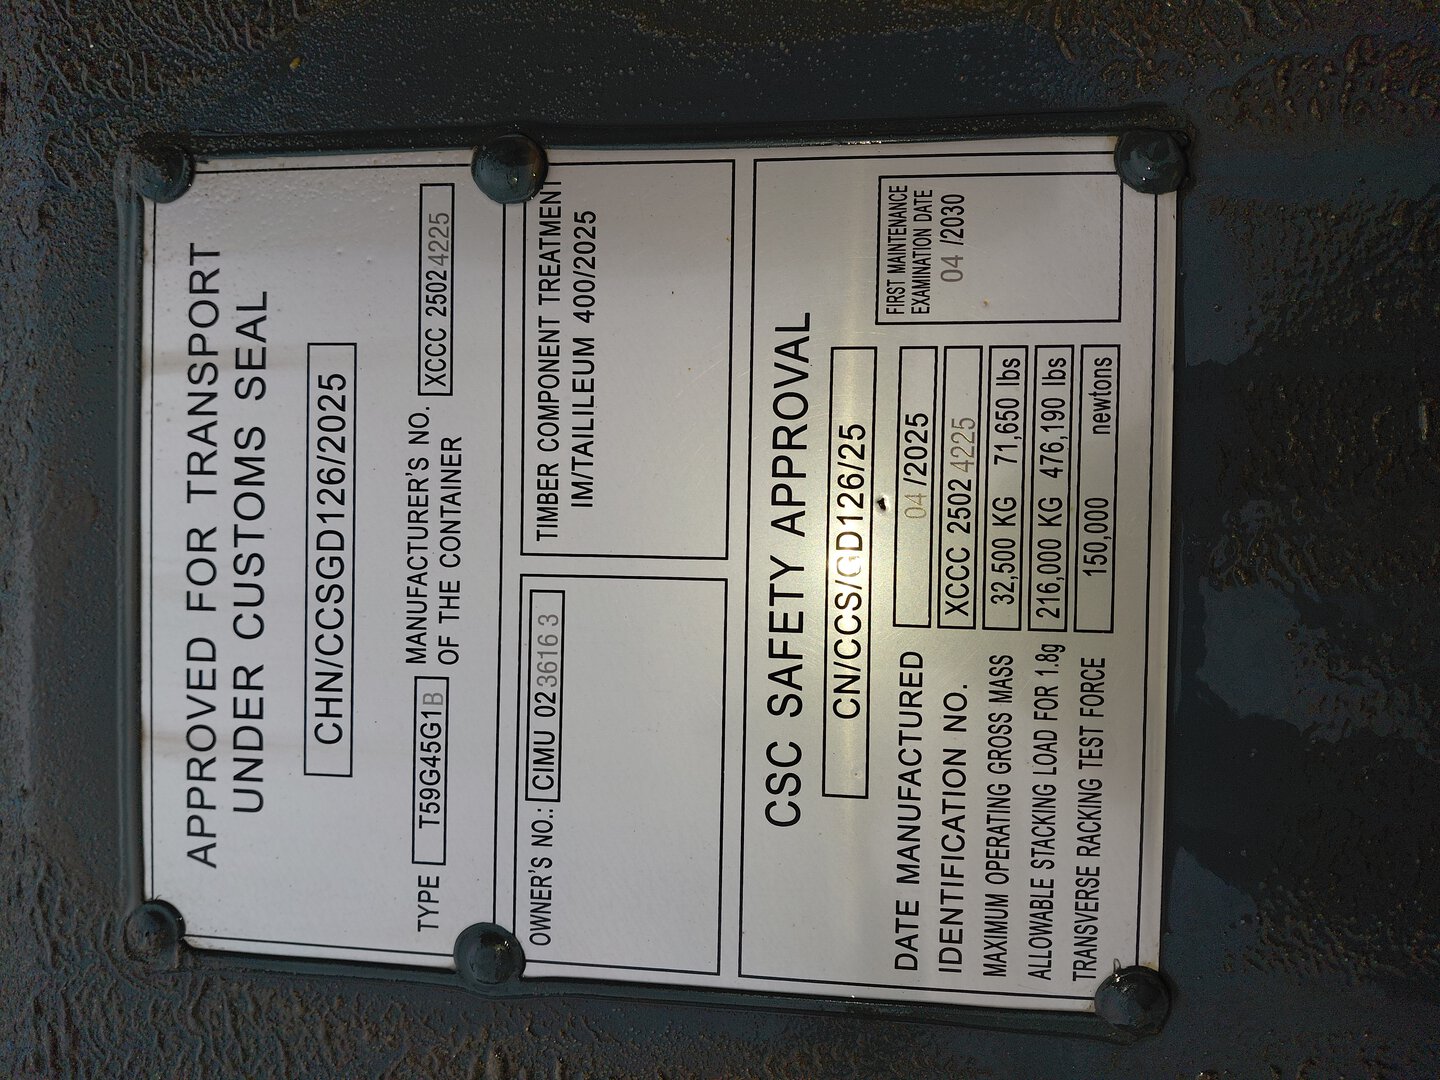 APPROVED FOR TRANSPORT
UNDER CUSTOMS SEAL
CHN/CCSGD126/2025
TYPE T59G45G1B MANUFACTURER'S NO. OF THE CONTAINER XCCC 25024225
OWNER'S NO.: CIMU 023616 3
TIMBER COMPONENT TREATMENT
IM/TAILILEUM 400/2025
CSC SAFETY APPROVAL
CN/CCS/GD126/25
DATE MANUFACTURED 04 /2025
IDENTIFICATION NO. XCCC 25024225
MAXIMUM OPERATING GROSS MASS 32,500 KG 71,650 lbs
ALLOWABLE STACKING LOAD FOR 1.8g 216,000 KG 476,190 lbs
TRANSVERSE RACKING TEST FORCE 150,000 newtons
FIRST MAINTENANCE
EXAMINATION DATE
04 /2030